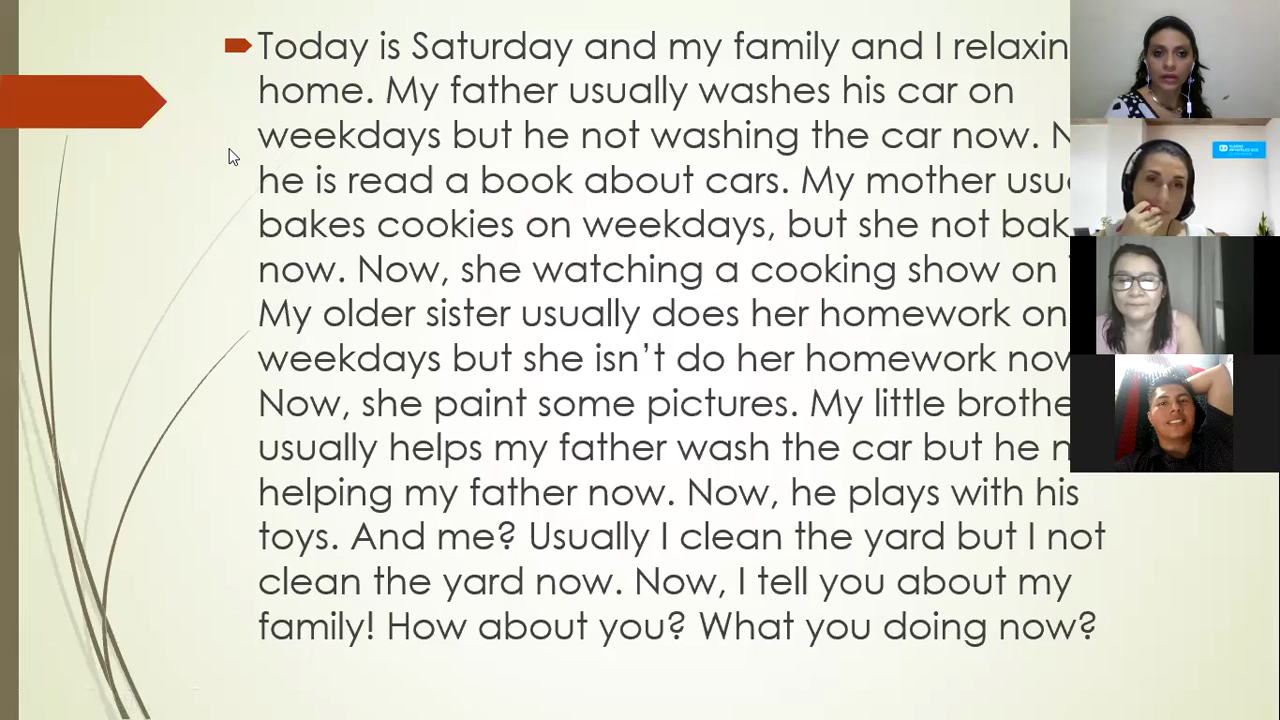 Today is Saturday and my family and I
home. My father usually washes his car on
weekdays but he not washing the car now.
he is read a book about cars. My mother
bakes cookies on weekdays, but she not
now. Now, she watching a cooking show on
My older sister usually does her homework on
weekdays but she isn't do her homework
Now, she paint some pictures. My little
usually helps my father wash the car but he
helping my father now. Now, he plays with his
toys. And me? Usually I clean the yard but I not
clean the yard now. Now, I tell you about my
family! How about you? What you doing now?